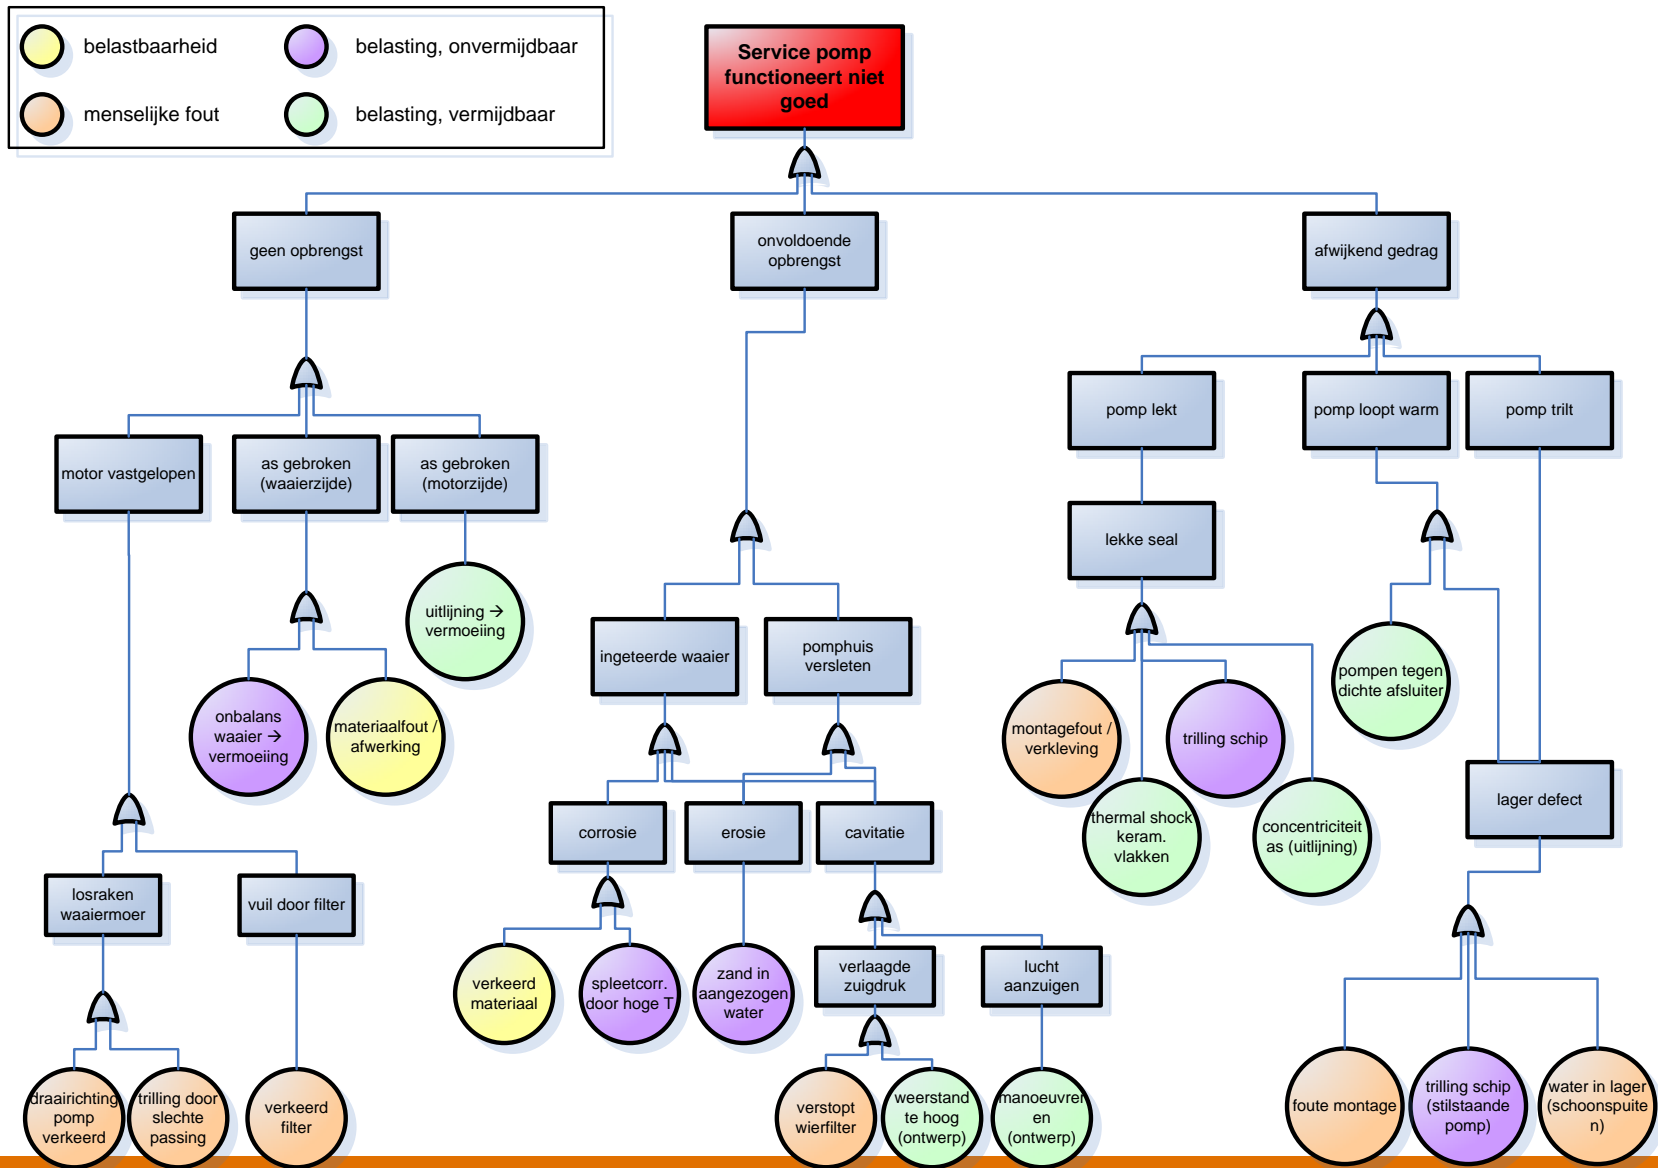 belastbaarheid
belasting, onvermijdbaar
menselijke fout
belasting, vermijdbaar
Service pomp
functioneert niet
goed
geen opbrengst
onvoldoende
opbrengst
afwijkend gedrag
pomp lekt
pomp loopt warm
pomp trilt
motor vastgelopen
as gebroken
(waaierzijde)
as gebroken
(motorzijde)
lekke seal
uitlijning →
vermoeiing
ingeteerde waaier
pomphuis
versleten
onbalans
waaier →
vermoeiing
materiaalfout /
afwerking
montagefout /
verkleving
trilling schip
pompen tegen
dichte afsluiter
thermal shock
keram.
vlakken
concentriciteit
as (uitlijning)
lager defect
corrosie
erosie
cavitatie
losraken
waaiermoer
vuil door filter
verkeerd
materiaal
spleetcorr.
door hoge T
zand in
aangezogen
water
verlaagde
zuigdruk
lucht
aanzuigen
draairichting
pomp
verkeerd
trilling door
slechte
passing
verkeerd
filter
verstopt
wierfilter
weerstand
te hoog
(ontwerp)
manoeuvrer
en
(ontwerp)
foute montage
trilling schip
(stilstaande
pomp)
water in lager
(schoonspuite
n)